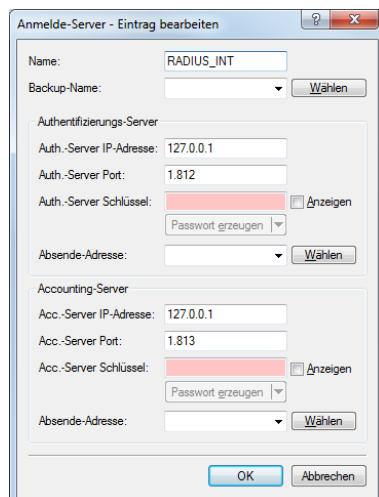 Anmelde-Server - Eintrag bearbeiten
Name: RADIUS_INT
Backup-Name: Wählen
Authentifizierungs-Server
Auth.-Server IP-Adresse: 127.0.0.1
Auth.-Server Port: 1.812
Auth.-Server Schlüssel: Anzeigen
Passwort erzeugen
Absende-Adresse: Wählen
Accounting-Server
Acc.-Server IP-Adresse: 127.0.0.1
Acc.-Server Port: 1.813
Acc.-Server Schlüssel: Anzeigen
Passwort erzeugen
Absende-Adresse: Wählen
OK Abbrechen